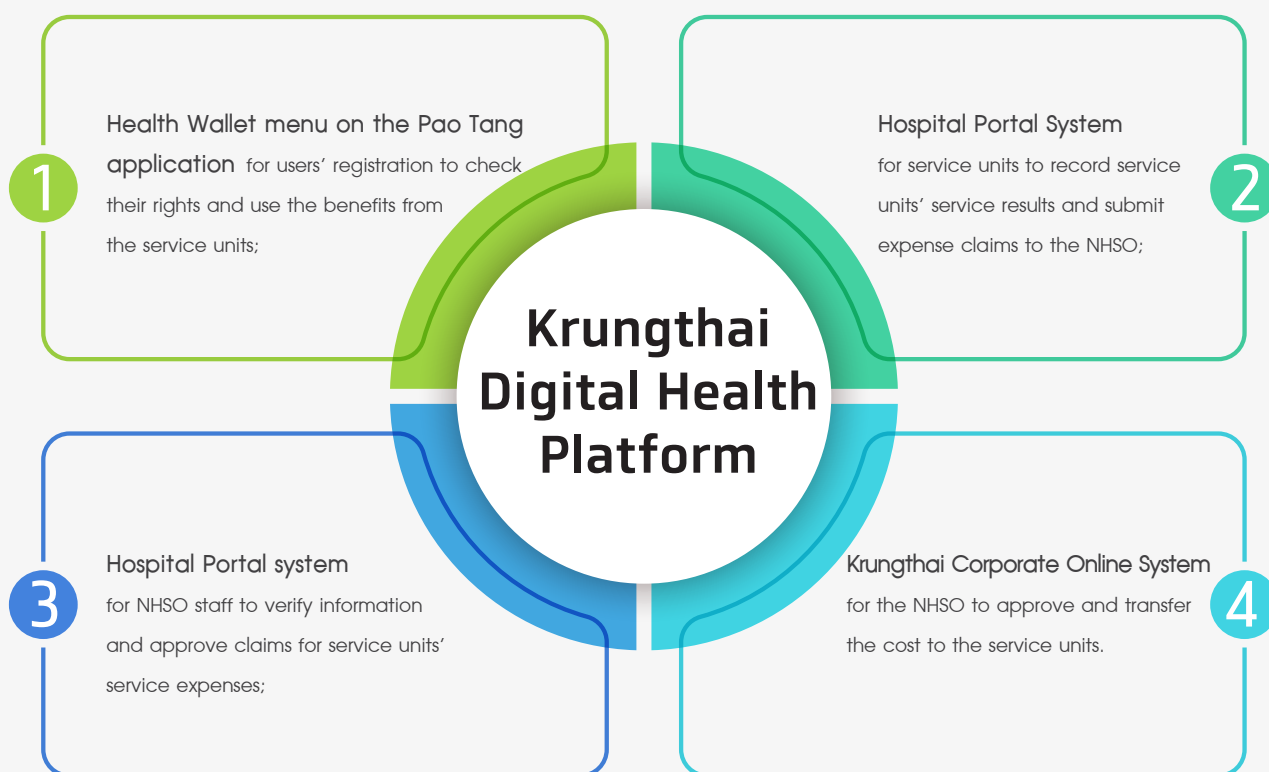 1
Health Wallet menu on the Pao Tang
application for users' registration to check
their rights and use the benefits from
the service units;
2
Hospital Portal System
for service units to record service
units' service results and submit
expense claims to the NHSO;
Krungthai
Digital Health
Platform
3
Hospital Portal system
for NHSO staff to verify information
and approve claims for service units'
service expenses;
4
Krungthai Corporate Online System
for the NHSO to approve and transfer
the cost to the service units.